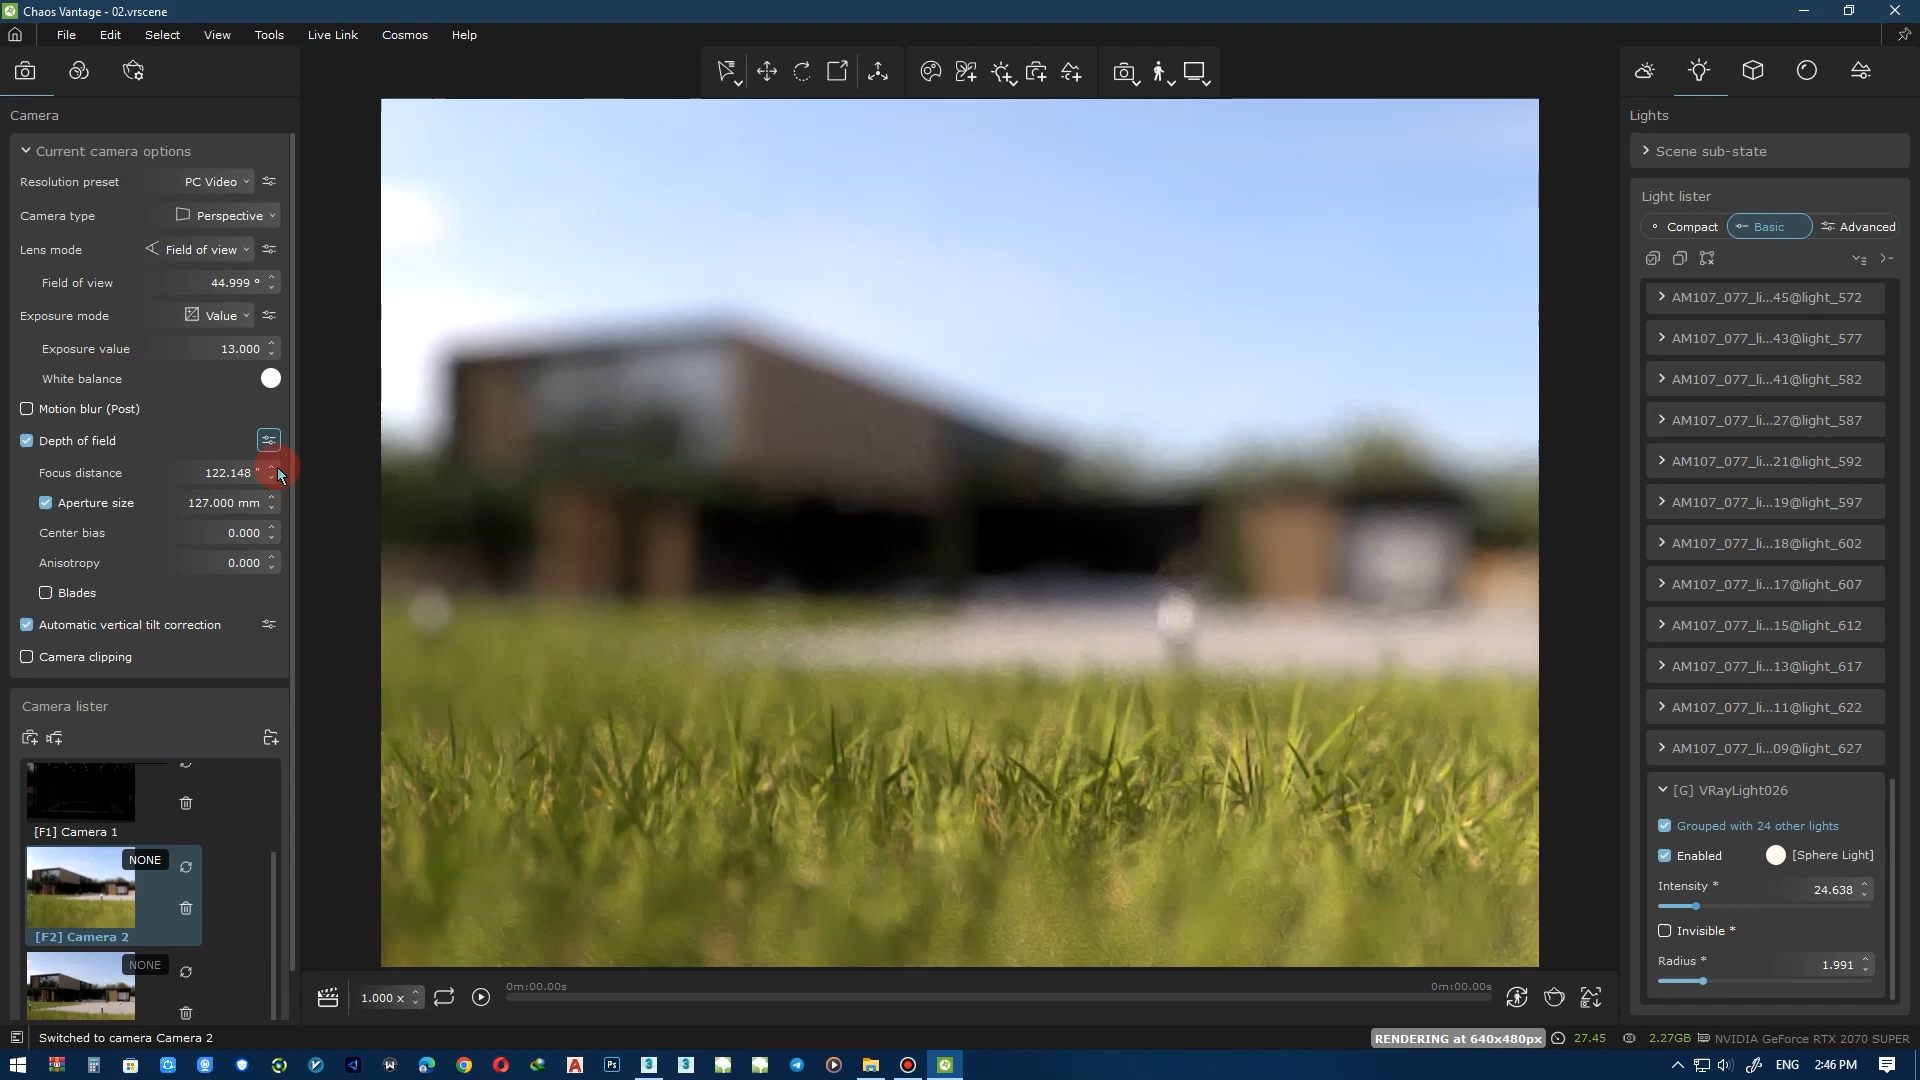 Chaos Vantage - 02.vrscene
File Edit Select View Tools Live Link Cosmos Help
Camera
Current camera options
Resolution preset PC Video
Camera type Perspective
Lens mode Field of view
Field of view 44.999 °
Exposure mode Value
Exposure value 13.000
White balance
Motion blur (Post)
Depth of field
Focus distance 122.148 "
Aperture size 127.000 mm
Center bias 0.000
Anisotropy 0.000
Blades
Automatic vertical tilt correction
Camera clipping
Camera lister
[F1] Camera 1
NONE
[F2] Camera 2
NONE
1.000 x
0m:00.00s
0m:00.00s
Lights
Scene sub-state
Light lister
Compact Basic Advanced
AM107_077_li...45@light_572
AM107_077_li...43@light_577
AM107_077_li...41@light_582
AM107_077_li...27@light_587
AM107_077_li...21@light_592
AM107_077_li...19@light_597
AM107_077_li...18@light_602
AM107_077_li...17@light_607
AM107_077_li...15@light_612
AM107_077_li...13@light_617
AM107_077_li...11@light_622
AM107_077_li...09@light_627
[G] VRayLight026
Grouped with 24 other lights
Enabled [Sphere Light]
Intensity * 24.638
Invisible *
Radius * 1.991
Switched to camera Camera 2
RENDERING at 640x480px 27.45 2.27GB NVIDIA GeForce RTX 2070 SUPER
ENG 2:46 PM